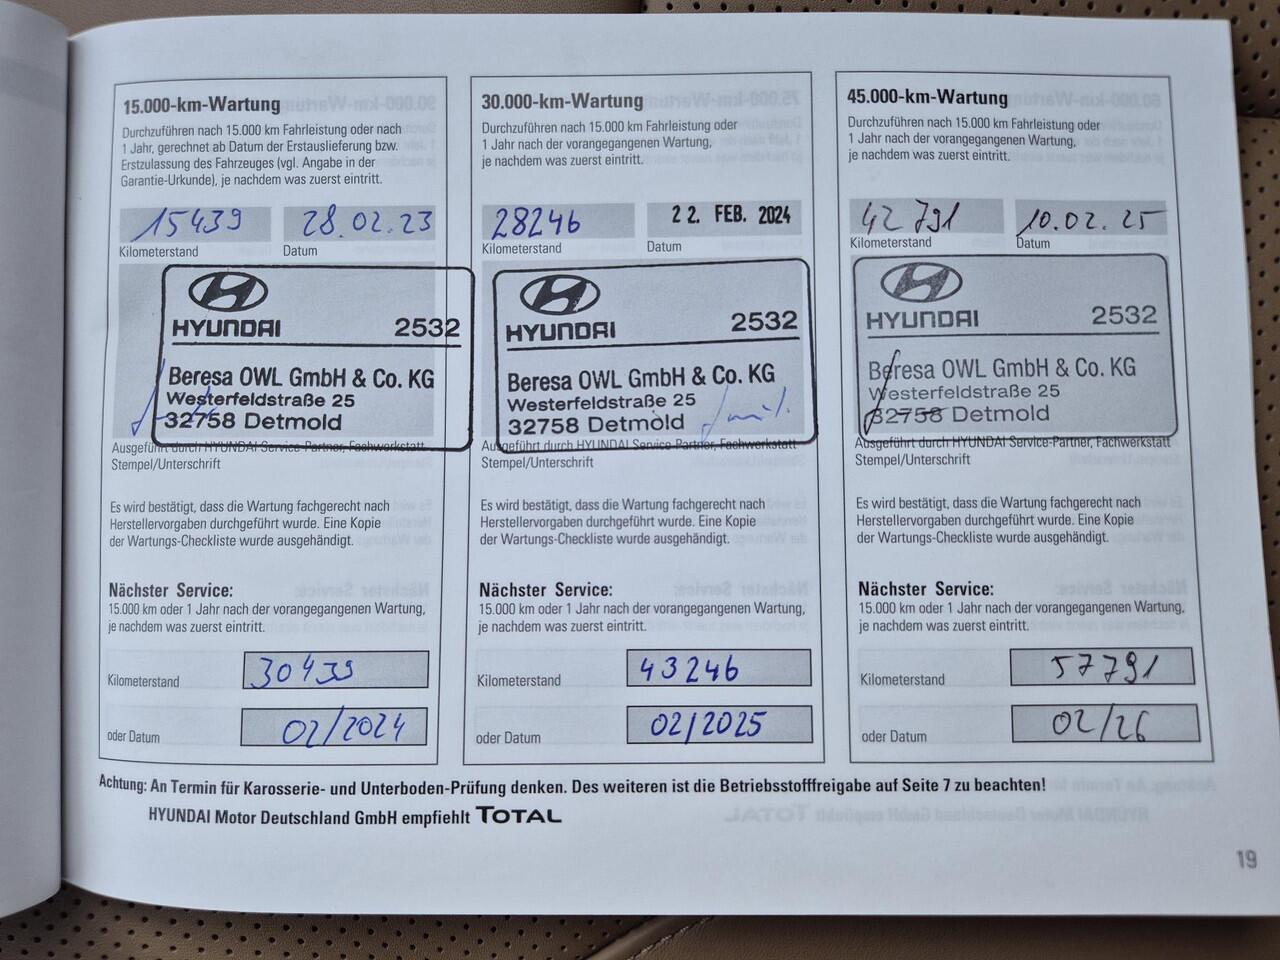 15.000-km-Wartung
Durchzuführen nach 15.000 km Fahrleistung oder nach
1 Jahr, gerechnet ab Datum der Erstauslieferung bzw.
Erstzulassung des Fahrzeuges (vgl. Angabe in der
Garantie-Urkunde), je nachdem was zuerst eintritt.
15439 28.02.23
Kilometerstand Datum
HYUNDAI 2532
Beresa OWL GmbH & Co. KG
Westerfeldstraße 25
32758 Detmold
Ausgeführt durch HYUNDAI Service-Partner, Fachwerkstatt
Stempel/Unterschrift
Es wird bestätigt, dass die Wartung fachgerecht nach
Herstellervorgaben durchgeführt wurde. Eine Kopie
der Wartungs-Checkliste wurde ausgehändigt.
Nächster Service:
15.000 km oder 1 Jahr nach der vorangegangenen Wartung,
je nachdem was zuerst eintritt.
Kilometerstand 30439
oder Datum 02/2024
30.000-km-Wartung
Durchzuführen nach 15.000 km Fahrleistung oder
1 Jahr nach der vorangegangenen Wartung,
je nachdem was zuerst eintritt.
28246 22. FEB. 2024
Kilometerstand Datum
HYUNDAI 2532
Beresa OWL GmbH & Co. KG
Westerfeldstraße 25
32758 Detmold
Ausgeführt durch HYUNDAI Service-Partner, Fachwerkstatt
Stempel/Unterschrift
Es wird bestätigt, dass die Wartung fachgerecht nach
Herstellervorgaben durchgeführt wurde. Eine Kopie
der Wartungs-Checkliste wurde ausgehändigt.
Nächster Service:
15.000 km oder 1 Jahr nach der vorangegangenen Wartung,
je nachdem was zuerst eintritt.
Kilometerstand 43246
oder Datum 02/2025
45.000-km-Wartung
Durchzuführen nach 15.000 km Fahrleistung oder
1 Jahr nach der vorangegangenen Wartung,
je nachdem was zuerst eintritt.
42791 10.02.25
Kilometerstand Datum
HYUNDAI 2532
Beresa OWL GmbH & Co. KG
Westerfeldstraße 25
32758 Detmold
Ausgeführt durch HYUNDAI Service-Partner, Fachwerkstatt
Stempel/Unterschrift
Es wird bestätigt, dass die Wartung fachgerecht nach
Herstellervorgaben durchgeführt wurde. Eine Kopie
der Wartungs-Checkliste wurde ausgehändigt.
Nächster Service:
15.000 km oder 1 Jahr nach der vorangegangenen Wartung,
je nachdem was zuerst eintritt.
Kilometerstand 57791
oder Datum 02/26
Achtung: An Termin für Karosserie- und Unterboden-Prüfung denken. Des weiteren ist die Betriebsstofffreigabe auf Seite 7 zu beachten!
HYUNDAI Motor Deutschland GmbH empfiehlt TOTAL
19